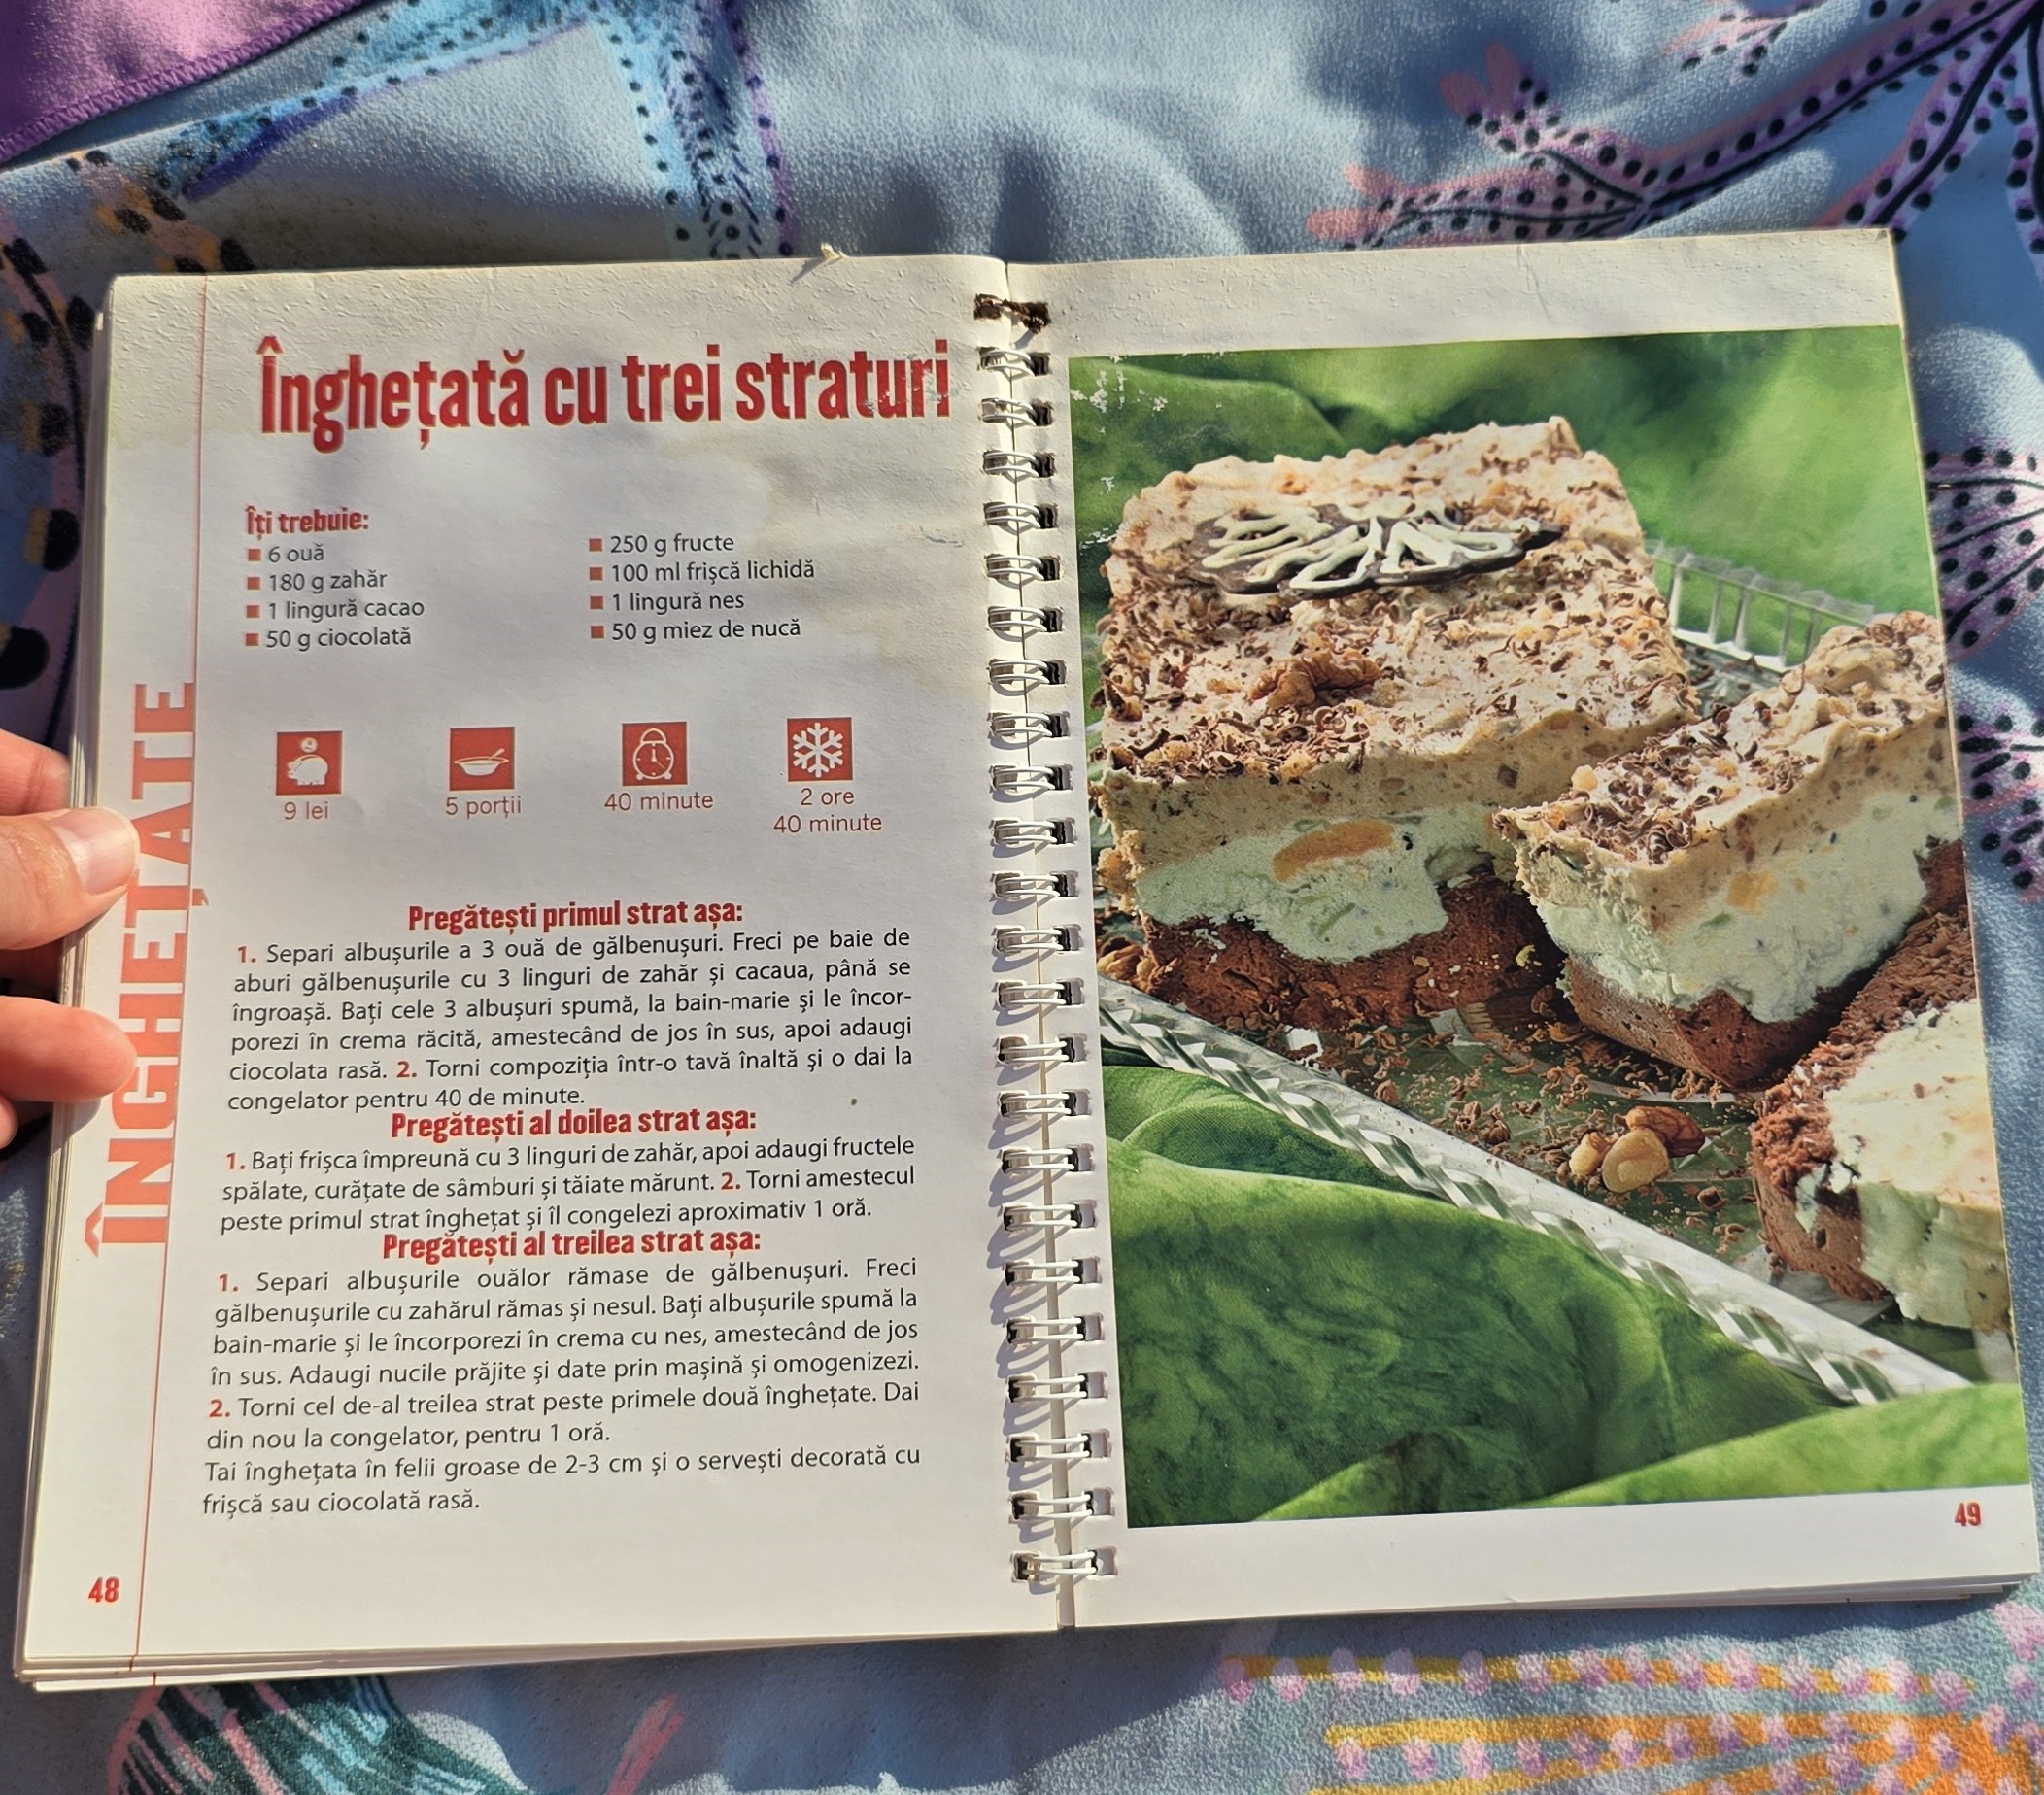 Înghețată cu trei straturi
Îți trebuie:
■ 6 ouă
■ 180 g zahăr
■ 1 lingură cacao
■ 50 g ciocolată
■ 250 g fructe
■ 100 ml frișcă lichidă
■ 1 lingură nes
■ 50 g miez de nucă
9 lei
5 porții
40 minute
2 ore
40 minute
Pregătești primul strat așa:
1. Separi albușurile a 3 ouă de gălbenușuri. Freci pe baie de
aburi gălbenușurile cu 3 linguri de zahăr și cacaua, până se
îngroașă. Bați cele 3 albușuri spumă, la bain-marie și le încor-
porezi în crema răcită, amestecând de jos în sus, apoi adaugi
ciocolata rasă. 2. Torni compoziția într-o tavă înaltă și o dai la
congelator pentru 40 de minute.
Pregătești al doilea strat așa:
1. Bați frișca împreună cu 3 linguri de zahăr, apoi adaugi fructele
spălate, curățate de sâmburi și tăiate mărunt. 2. Torni amestecul
peste primul strat înghețat și îl congelezi aproximativ 1 oră.
Pregătești al treilea strat așa:
1. Separi albușurile ouălor rămase de gălbenușuri. Freci
gălbenușurile cu zahărul rămas și nesul. Bați albușurile spumă la
bain-marie și le încorporezi în crema cu nes, amestecând de jos
în sus. Adaugi nucile prăjite și date prin mașină și omogenizezi.
2. Torni cel de-al treilea strat peste primele două înghețate. Dai
din nou la congelator, pentru 1 oră.
Tai înghețata în felii groase de 2-3 cm și o servești decorată cu
frișcă sau ciocolată rasă.
ÎNGHEȚATE
48
49